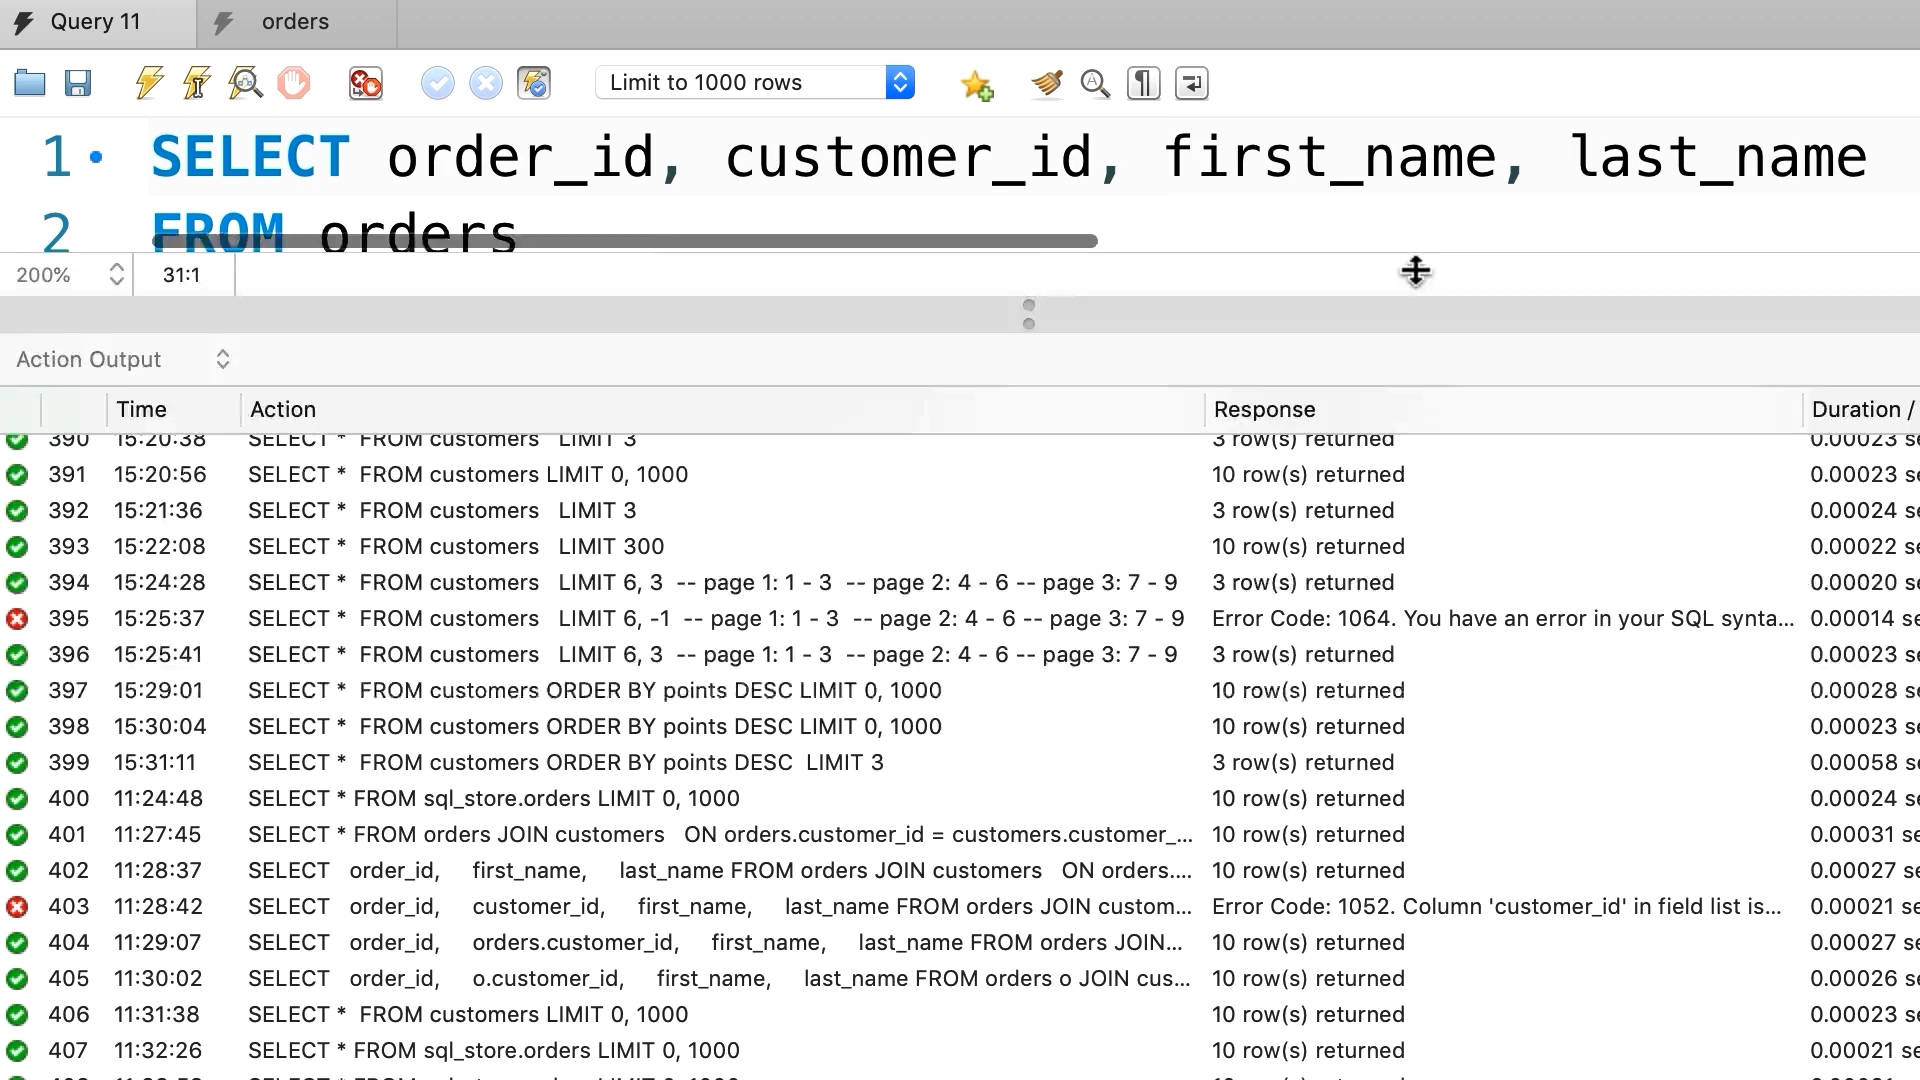 Query 11
orders
Limit to 1000 rows
1 SELECT order_id, customer_id, first_name, last_name
2 FROM orders
200% 31:1
Action Output
Time Action Response Duration /
390 15:20:38 SELECT * FROM customers LIMIT 3 3 row(s) returned 0.00023 se
391 15:20:56 SELECT * FROM customers LIMIT 0, 1000 10 row(s) returned 0.00023 se
392 15:21:36 SELECT * FROM customers LIMIT 3 3 row(s) returned 0.00024 se
393 15:22:08 SELECT * FROM customers LIMIT 300 10 row(s) returned 0.00022 se
394 15:24:28 SELECT * FROM customers LIMIT 6, 3 -- page 1: 1 - 3 -- page 2: 4 - 6 -- page 3: 7 - 9 3 row(s) returned 0.00020 se
395 15:25:37 SELECT * FROM customers LIMIT 6, -1 -- page 1: 1 - 3 -- page 2: 4 - 6 -- page 3: 7 - 9 Error Code: 1064. You have an error in your SQL synta... 0.00014 se
396 15:25:41 SELECT * FROM customers LIMIT 6, 3 -- page 1: 1 - 3 -- page 2: 4 - 6 -- page 3: 7 - 9 3 row(s) returned 0.00023 se
397 15:29:01 SELECT * FROM customers ORDER BY points DESC LIMIT 0, 1000 10 row(s) returned 0.00028 se
398 15:30:04 SELECT * FROM customers ORDER BY points DESC LIMIT 0, 1000 10 row(s) returned 0.00023 se
399 15:31:11 SELECT * FROM customers ORDER BY points DESC LIMIT 3 3 row(s) returned 0.00058 se
400 11:24:48 SELECT * FROM sql_store.orders LIMIT 0, 1000 10 row(s) returned 0.00024 se
401 11:27:45 SELECT * FROM orders JOIN customers ON orders.customer_id = customers.customer_... 10 row(s) returned 0.00031 se
402 11:28:37 SELECT order_id, first_name, last_name FROM orders JOIN customers ON orders.... 10 row(s) returned 0.00027 se
403 11:28:42 SELECT order_id, customer_id, first_name, last_name FROM orders JOIN custom... Error Code: 1052. Column 'customer_id' in field list is... 0.00021 se
404 11:29:07 SELECT order_id, orders.customer_id, first_name, last_name FROM orders JOIN... 10 row(s) returned 0.00027 se
405 11:30:02 SELECT order_id, o.customer_id, first_name, last_name FROM orders o JOIN cus... 10 row(s) returned 0.00026 se
406 11:31:38 SELECT * FROM customers LIMIT 0, 1000 10 row(s) returned 0.00023 se
407 11:32:26 SELECT * FROM sql_store.orders LIMIT 0, 1000 10 row(s) returned 0.00021 se